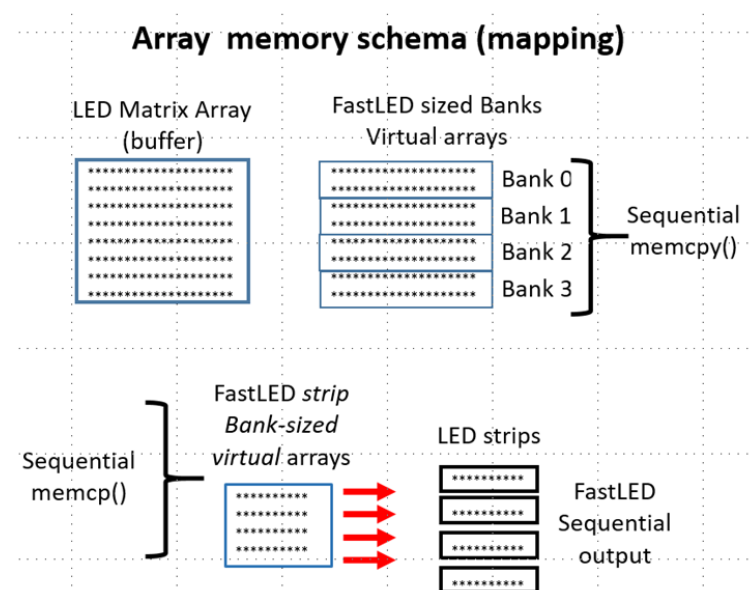 Array memory schema (mapping)
LED Matrix Array
(buffer)
********************
********************
********************
********************
********************
********************
********************
********************
FastLED sized Banks
Virtual arrays
********************
********************
********************
********************
********************
********************
********************
********************
Bank 0
Bank 1
Bank 2
Bank 3
Sequential
memcpy()
Sequential
memcp()
FastLED strip
Bank-sized
virtual arrays
**********
**********
**********
**********
LED strips
**********
**********
**********
**********
FastLED
Sequential
output